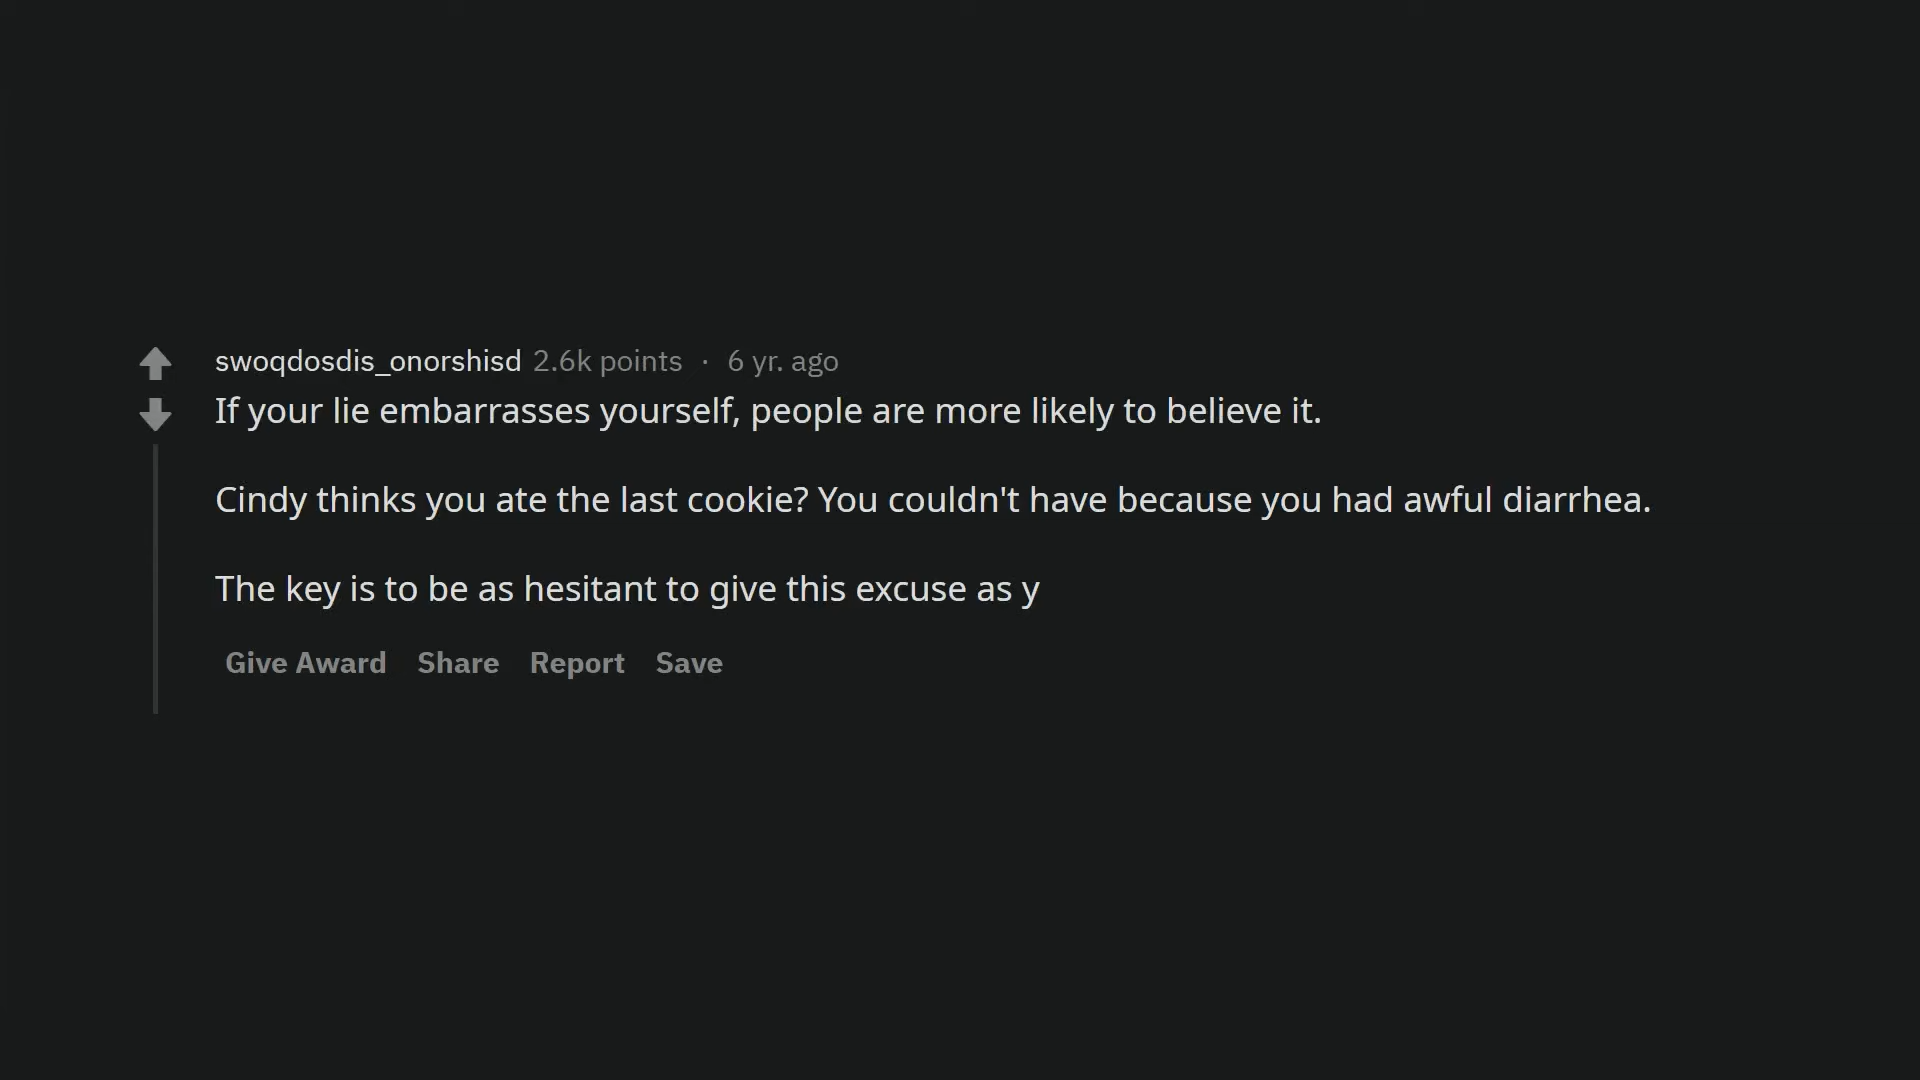 swoqdosdis_onorshisd 2.6k points · 6 yr. ago
If your lie embarrasses yourself, people are more likely to believe it.
Cindy thinks you ate the last cookie? You couldn't have because you had awful diarrhea.
The key is to be as hesitant to give this excuse as y
Give Award Share Report Save